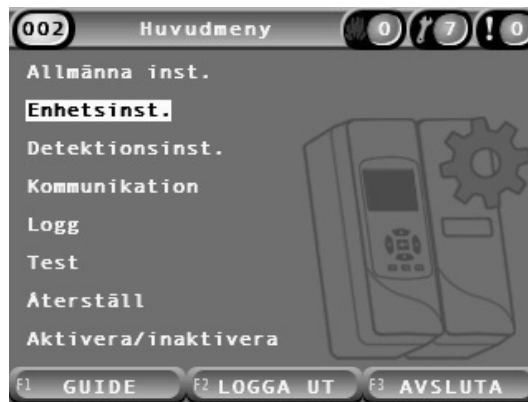 002 Huvudmeny 0 7 ! 0
Allmänna inst.
Enhetsinst.
Detektionsinst.
Kommunikation
Logg
Test
Återställ
Aktivera/inaktivera
F1 GUIDE F2 LOGGA UT F3 AVSLUTA